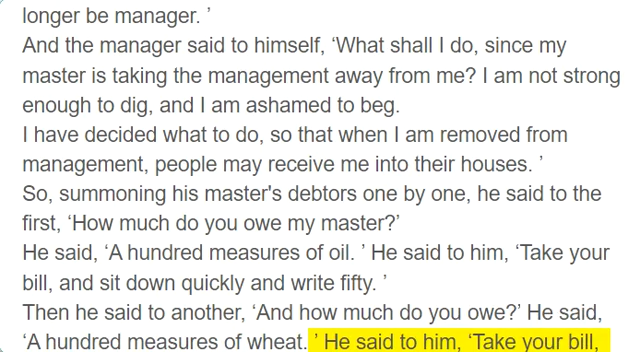 longer be manager. ’
And the manager said to himself, ‘What shall I do, since my
master is taking the management away from me? I am not strong
enough to dig, and I am ashamed to beg.
I have decided what to do, so that when I am removed from
management, people may receive me into their houses. ’
So, summoning his master's debtors one by one, he said to the
first, ‘How much do you owe my master?’
He said, ‘A hundred measures of oil. ’ He said to him, ‘Take your
bill, and sit down quickly and write fifty. ’
Then he said to another, ‘And how much do you owe?’ He said,
‘A hundred measures of wheat. ’ He said to him, ‘Take your bill,